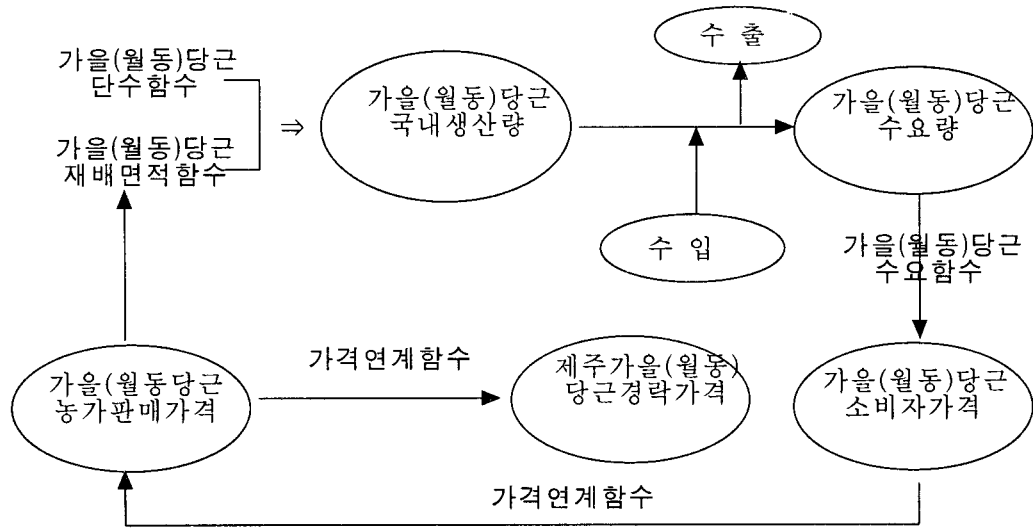 수 출
가을(월동)당근
단수함수
가을(월동)당근
국내생산량
⇒
가을(월동)당근
수요량
가을(월동)당근
재배면적함수
수 입
가을(월동)당근
수요함수
가격연계함수
가을(월동당근
농가판매가격
제주가을(월동)
당근경락가격
가을(월동)당근
소비자가격
가격연계함수